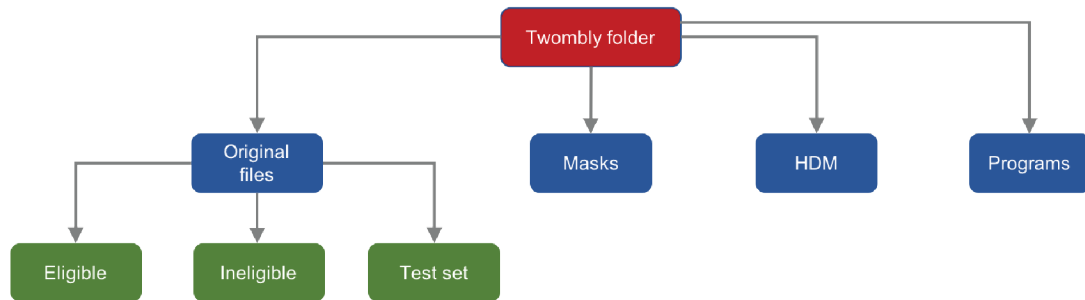 Twombly folder
Original
files
Masks
HDM
Programs
Eligible
Ineligible
Test set